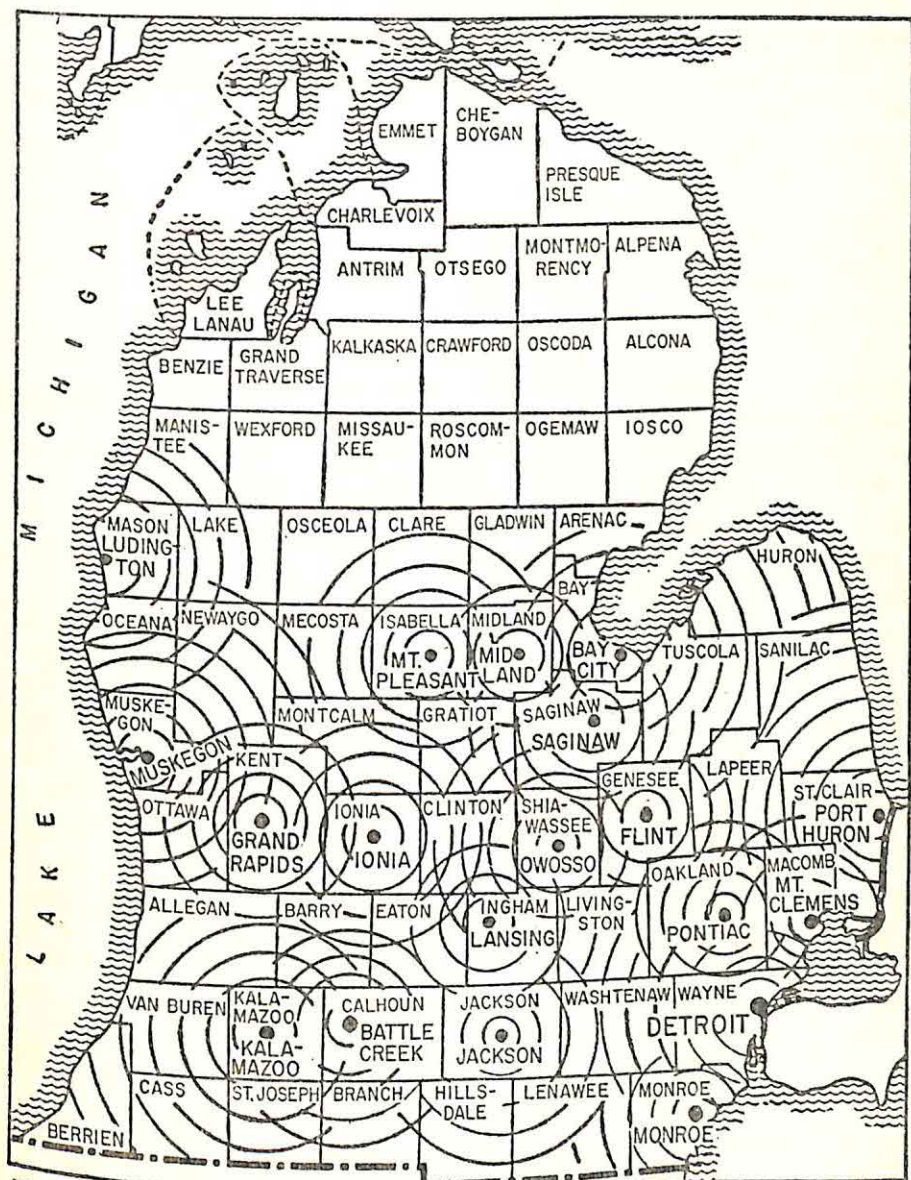 EMMET
CHE-
BOYGAN
PRESQUE
ISLE
CHARLEVOIX
ANTRIM
OTSEGO
MONTMO-
RENCY
ALPENA
LEE
LANAU
BENZIE
GRAND
TRAVERSE
KALKASKA
CRAWFORD
OSCODA
ALCONA
MANIS-
TEE
WEXFORD
MISSAU-
KEE
ROSCOM-
MON
OGEMAW
IOSCO
MASON
LUDING-
TON
LAKE
OSCEOLA
CLARE
GLADWIN
ARENAC
HURON
BAY
OCEANA
NEWAYGO
MECOSTA
ISABELLA
MT.
PLEASANT
MIDLAND
MID
LAND
BAY
CITY
TUSCOLA
SANILAC
MUSKE-
GON
MUSKEGON
MONTCALM
GRATIOT
SAGINAW
SAGINAW
KENT
GRAND
RAPIDS
OTTAWA
IONIA
IONIA
CLINTON
SHIA-
WASSEE
OWOSSO
GENESEE
FLINT
LAPEER
ST. CLAIR
PORT
HURON
ALLEGAN
BARRY
EATON
INGHAM
LANSING
LIVING-
STON
OAKLAND
PONTIAC
MACOMB
MT.
CLEMENS
VAN BUREN
KALA-
MAZOO
KALA-
MAZOO
CALHOUN
BATTLE
CREEK
JACKSON
JACKSON
WASHTENAW
WAYNE
DETROIT
BERRIEN
CASS
ST. JOSEPH
BRANCH
HILLS-
DALE
LENAWEE
MONROE
MONROE
LAKE MICHIGAN